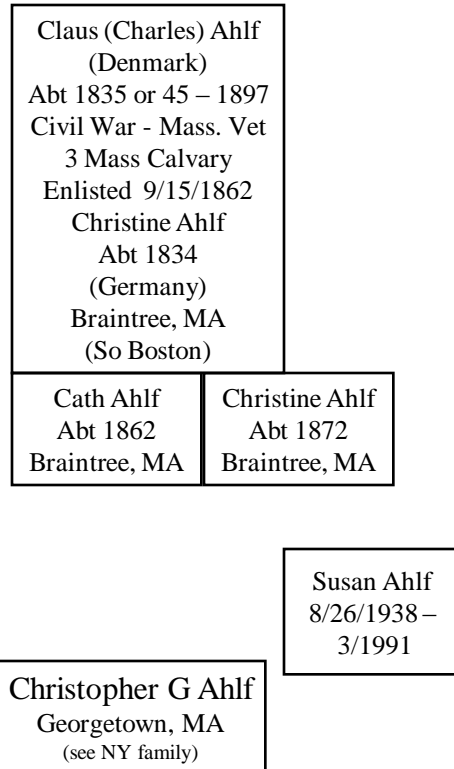 Claus (Charles) Ahlf
(Denmark)
Abt 1835 or 45 – 1897
Civil War - Mass. Vet
3 Mass Calvary
Enlisted 9/15/1862
Christine Ahlf
Abt 1834
(Germany)
Braintree, MA
(So Boston)
Cath Ahlf
Abt 1862
Braintree, MA
Christine Ahlf
Abt 1872
Braintree, MA
Susan Ahlf
8/26/1938 –
3/1991
Christopher G Ahlf
Georgetown, MA
(see NY family)